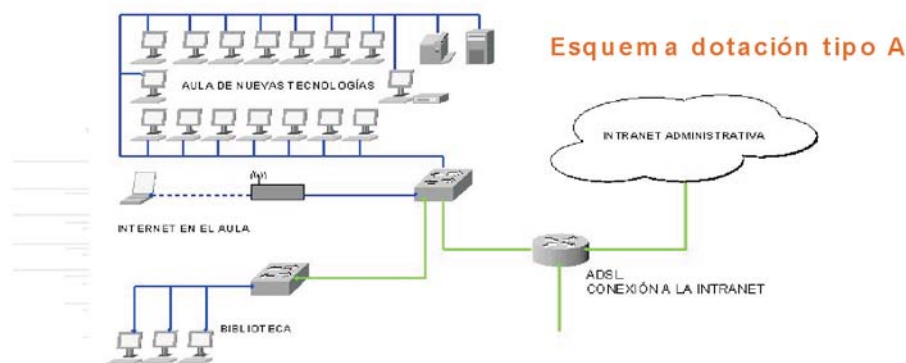 Esquema dotación tipo A
AULA DE NUEVAS TECNOLOGÍAS
INTRANET ADMINISTRATIVA
INTERNET EN EL AULA
ADSL
CONEXIÓN A LA INTRANET
BIBLIOTECA